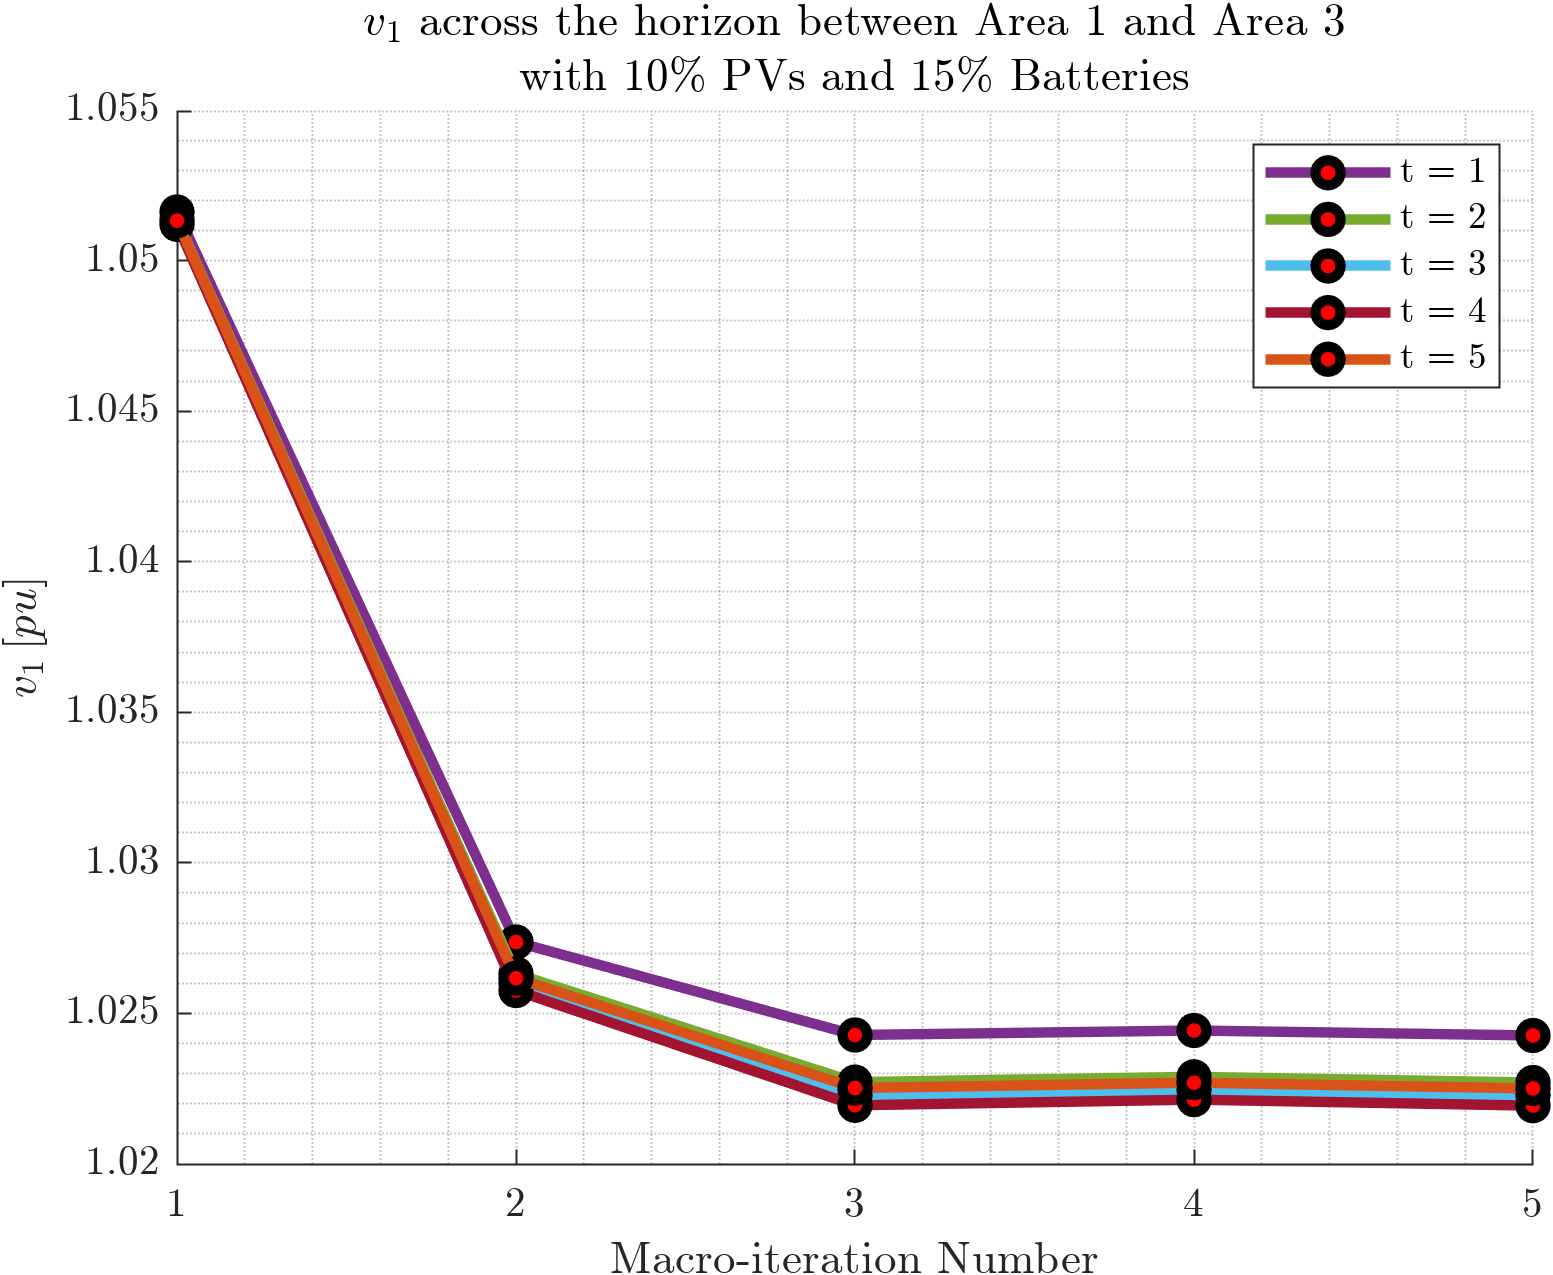 v₁ across the horizon between Area 1 and Area 3
with 10% PVs and 15% Batteries
1.055
1.05
1.045
1.04
1.035
1.03
1.025
1.02
v₁ [pu]
t = 1
t = 2
t = 3
t = 4
t = 5
1 2 3 4 5
Macro-iteration Number